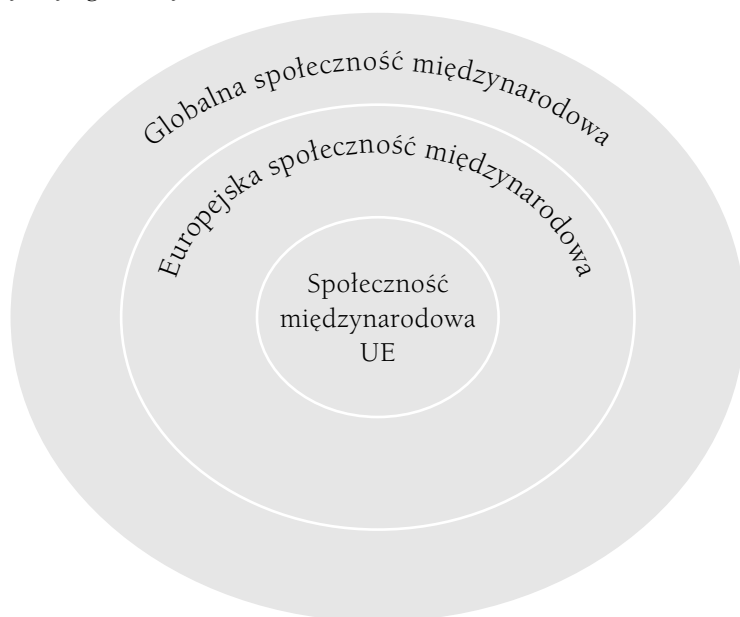 Globalna społeczność międzynarodowa
Europejska społeczność międzynarodowa
Społeczność
międzynarodowa
UE